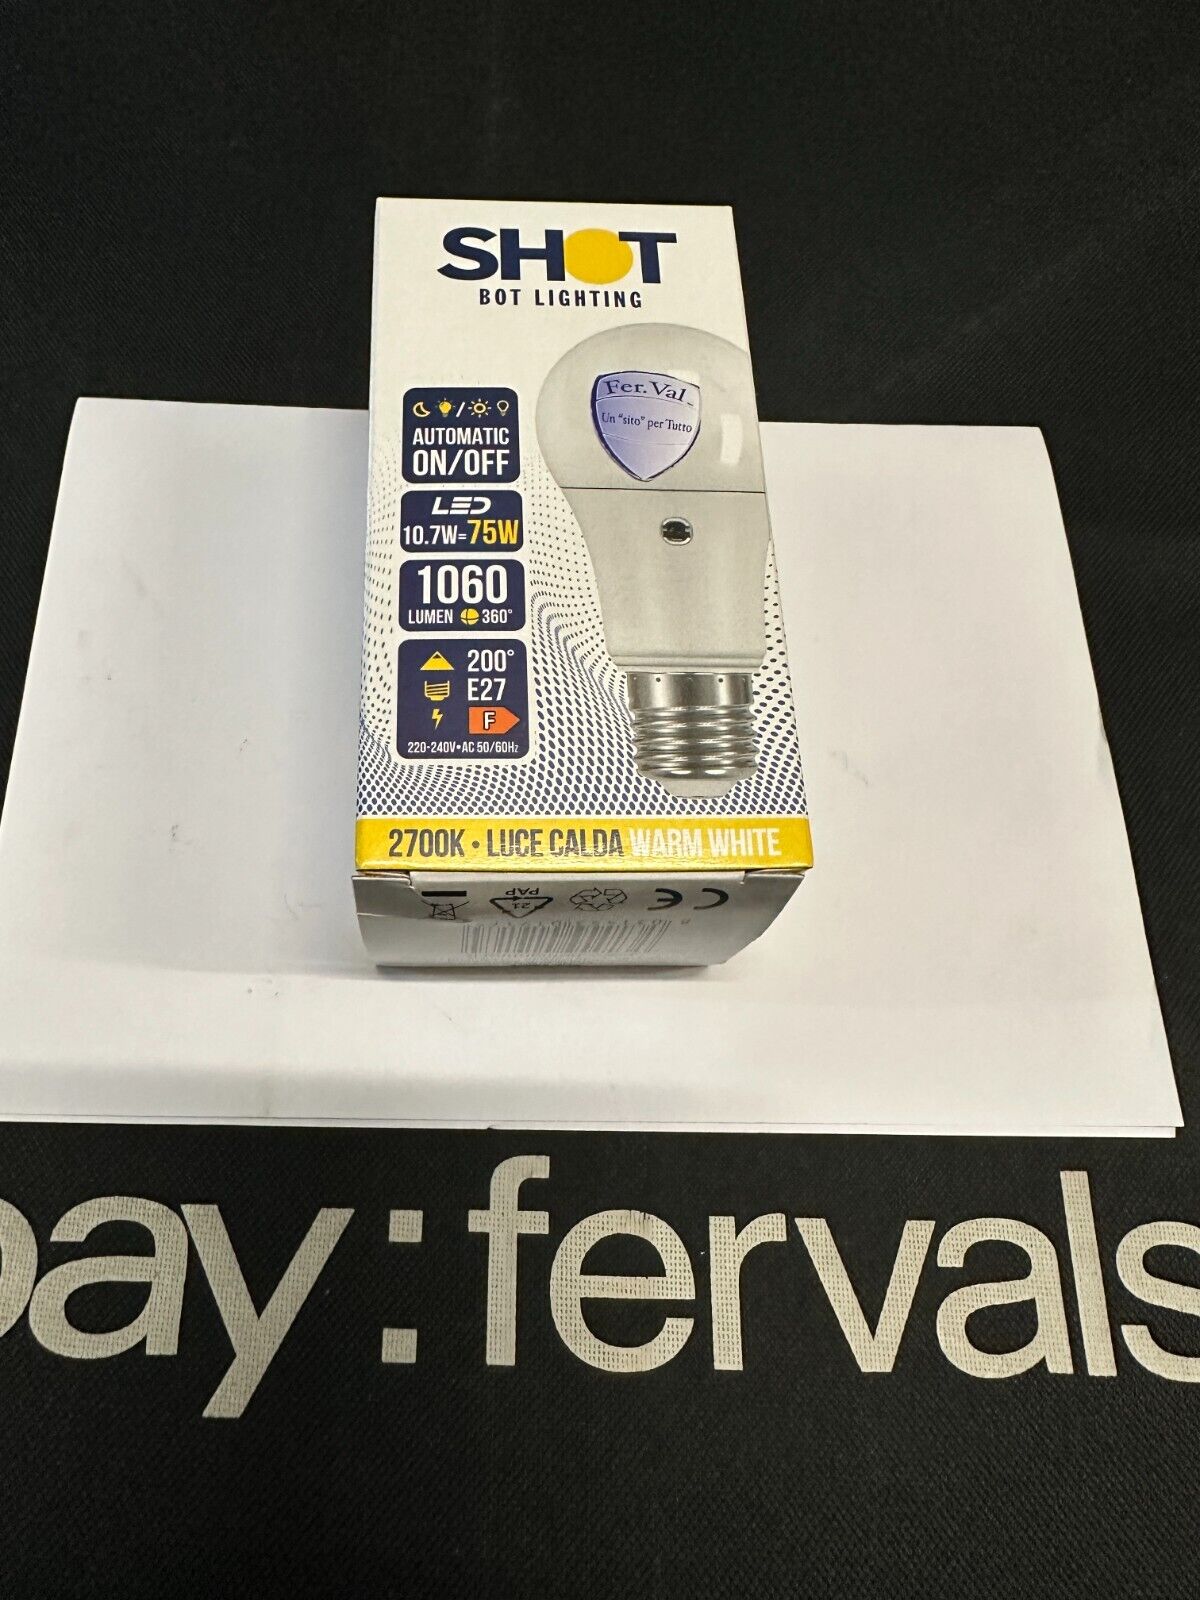 SHOT
BOT LIGHTING
Fer.Val.
Un "sito" per Tutto
AUTOMATIC
ON/OFF
LED
10.7W=75W
1060
LUMEN 360°
200°
E27
F
220-240V•AC 50/60Hz
2700K • LUCE CALDA WARM WHITE
CE
21
PAP
bay:fervals